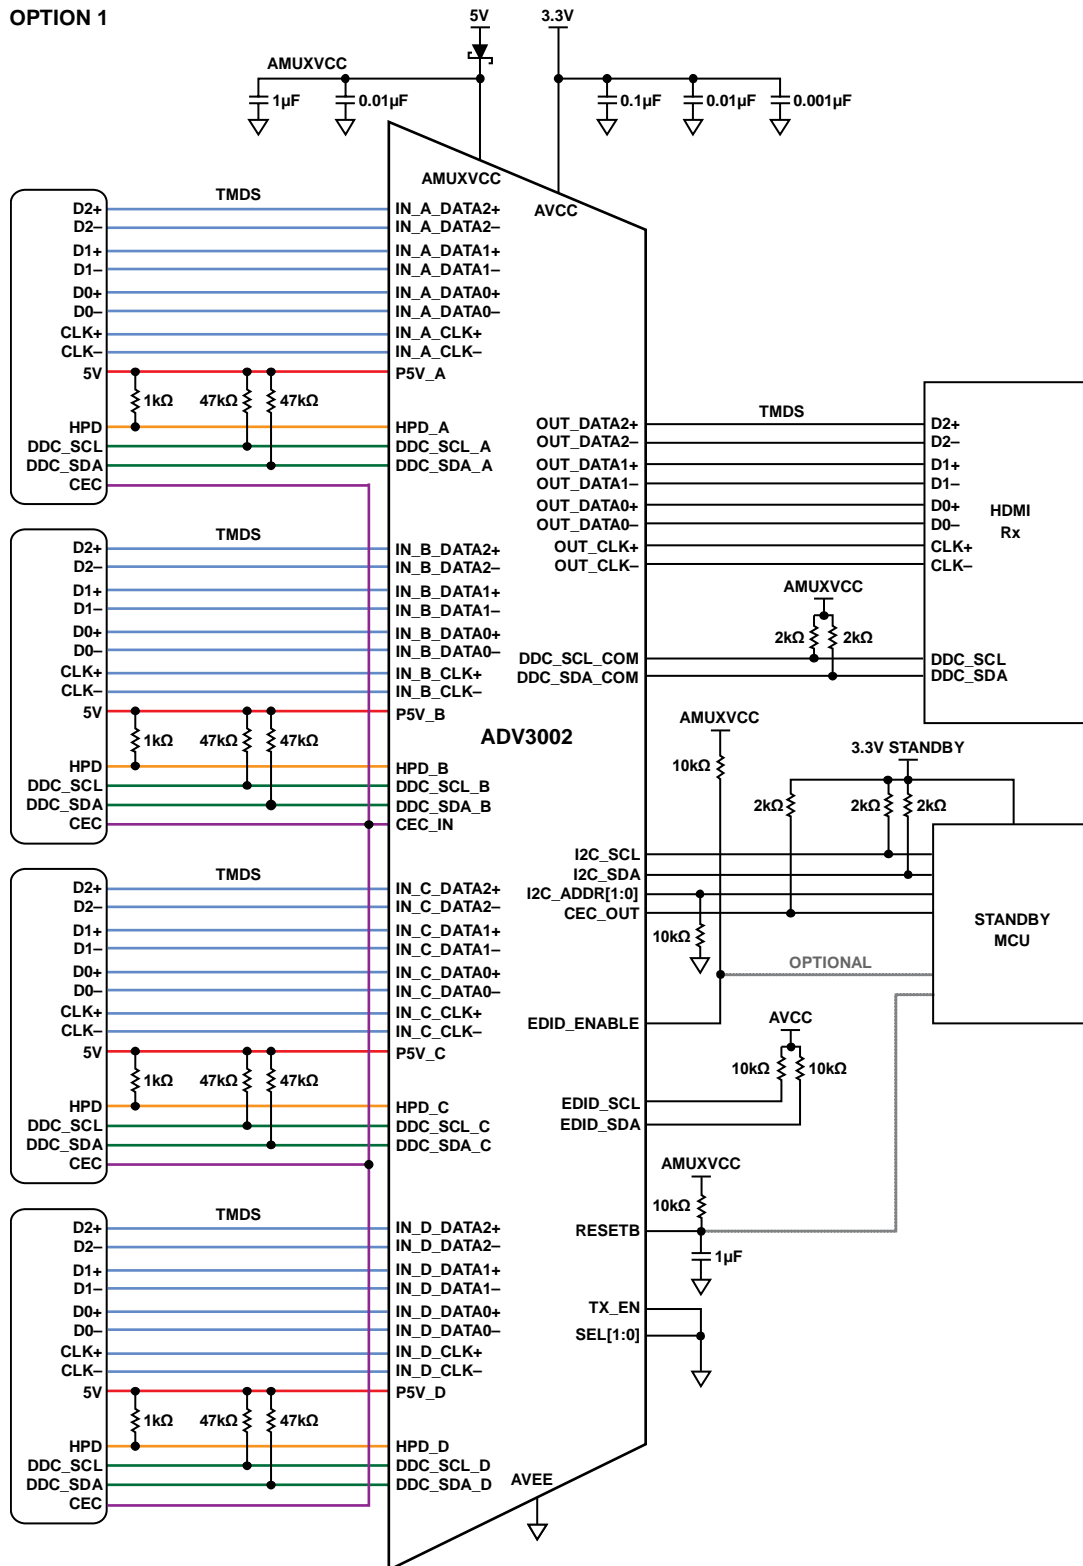 OPTION 1
5V 3.3V
AMUXVCC
1µF 0.01µF 0.1µF 0.01µF 0.001µF
AMUXVCC
AVCC
TMDS
D2+ IN_A_DATA2+
D2– IN_A_DATA2–
D1+ IN_A_DATA1+
D1– IN_A_DATA1–
D0+ IN_A_DATA0+
D0– IN_A_DATA0–
CLK+ IN_A_CLK+
CLK– IN_A_CLK–
5V P5V_A
1kΩ 47kΩ 47kΩ
HPD HPD_A
DDC_SCL DDC_SCL_A
DDC_SDA DDC_SDA_A
CEC
TMDS
D2+ IN_B_DATA2+
D2– IN_B_DATA2–
D1+ IN_B_DATA1+
D1– IN_B_DATA1–
D0+ IN_B_DATA0+
D0– IN_B_DATA0–
CLK+ IN_B_CLK+
CLK– IN_B_CLK–
5V P5V_B
1kΩ 47kΩ 47kΩ
HPD HPD_B
DDC_SCL DDC_SCL_B
DDC_SDA DDC_SDA_B
CEC CEC_IN
TMDS
D2+ IN_C_DATA2+
D2– IN_C_DATA2–
D1+ IN_C_DATA1+
D1– IN_C_DATA1–
D0+ IN_C_DATA0+
D0– IN_C_DATA0–
CLK+ IN_C_CLK+
CLK– IN_C_CLK–
5V P5V_C
1kΩ 47kΩ 47kΩ
HPD HPD_C
DDC_SCL DDC_SCL_C
DDC_SDA DDC_SDA_C
CEC
TMDS
D2+ IN_D_DATA2+
D2– IN_D_DATA2–
D1+ IN_D_DATA1+
D1– IN_D_DATA1–
D0+ IN_D_DATA0+
D0– IN_D_DATA0–
CLK+ IN_D_CLK+
CLK– IN_D_CLK–
5V P5V_D
1kΩ 47kΩ 47kΩ
HPD HPD_D
DDC_SCL DDC_SCL_D
DDC_SDA DDC_SDA_D
CEC
ADV3002
AVEE
TMDS
OUT_DATA2+ D2+
OUT_DATA2– D2–
OUT_DATA1+ D1+
OUT_DATA1– D1–
OUT_DATA0+ D0+
OUT_DATA0– D0–
OUT_CLK+ CLK+
OUT_CLK– CLK–
HDMI
Rx
AMUXVCC
2kΩ 2kΩ
DDC_SCL_COM DDC_SCL
DDC_SDA_COM DDC_SDA
AMUXVCC
10kΩ
3.3V STANDBY
2kΩ 2kΩ 2kΩ
I2C_SCL
I2C_SDA
I2C_ADDR[1:0]
CEC_OUT
10kΩ
STANDBY
MCU
OPTIONAL
EDID_ENABLE
AVCC
10kΩ 10kΩ
EDID_SCL
EDID_SDA
AMUXVCC
10kΩ
RESETB
1µF
TX_EN
SEL[1:0]